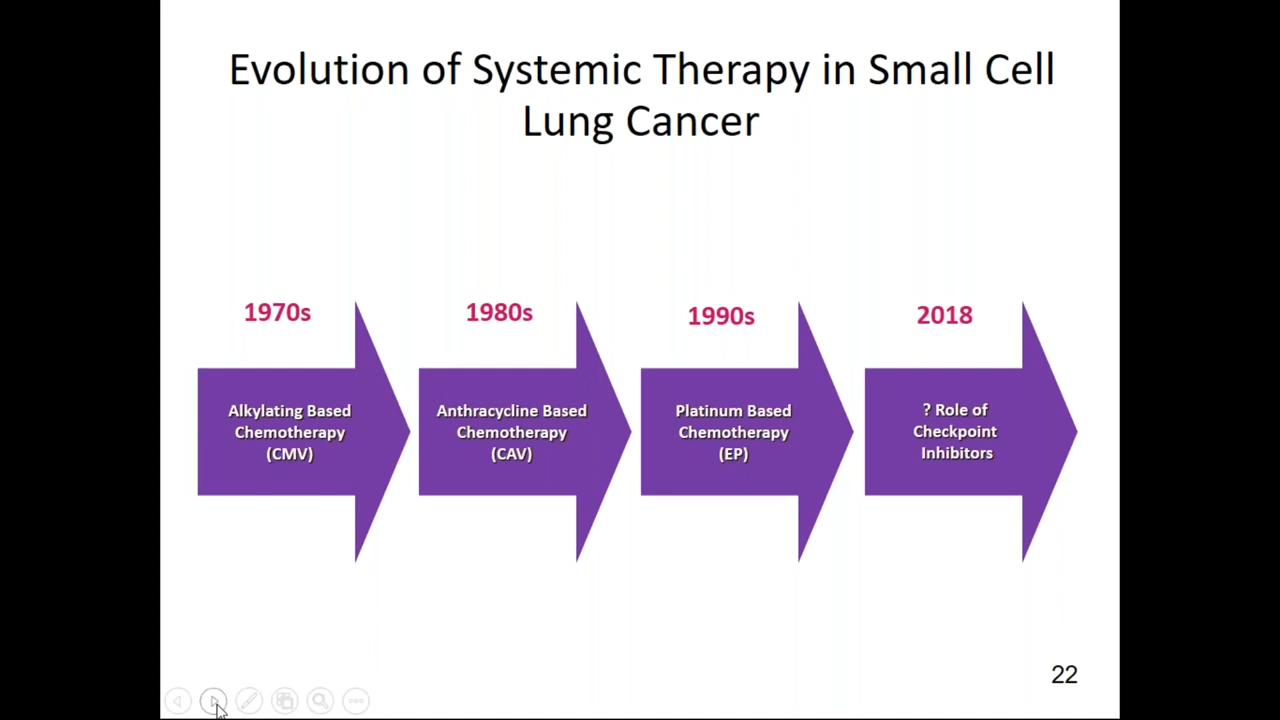 Evolution of Systemic Therapy in Small Cell
Lung Cancer
1970s
Alkylating Based
Chemotherapy
(CMV)
1980s
Anthracycline Based
Chemotherapy
(CAV)
1990s
Platinum Based
Chemotherapy
(EP)
2018
? Role of
Checkpoint
Inhibitors
22